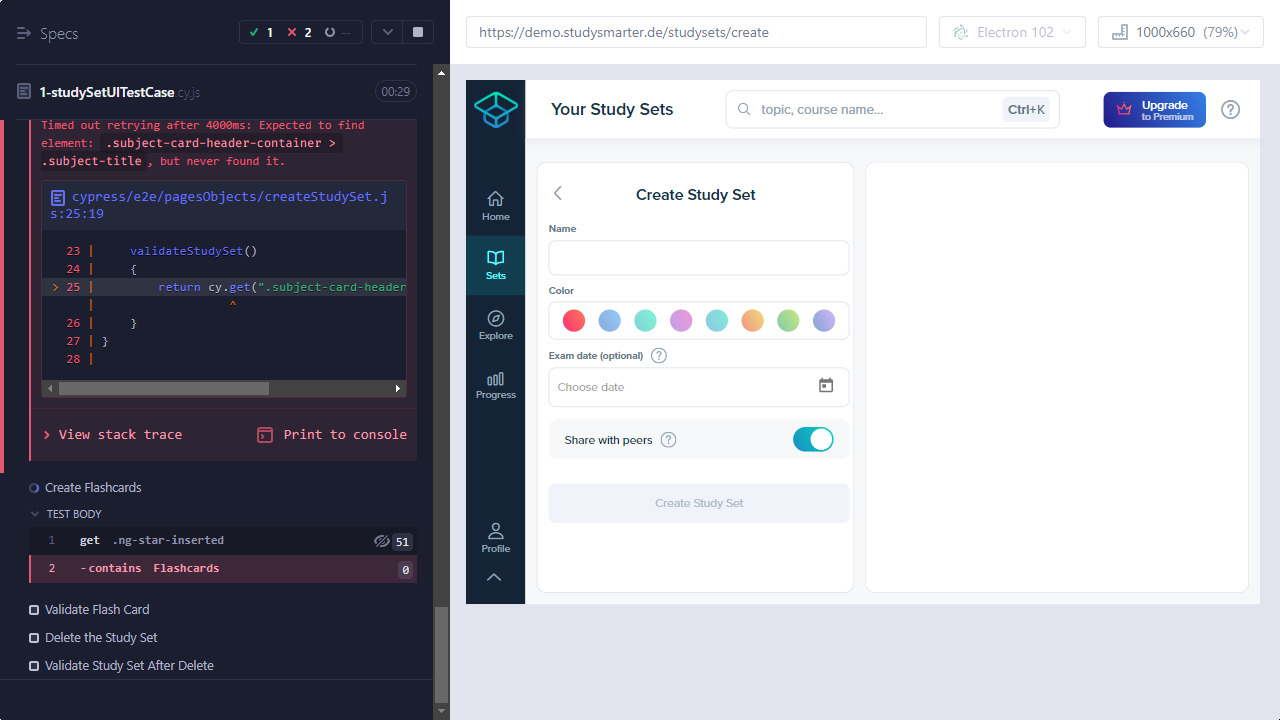 Specs
1
2
--
1-studySetUITestCase.cy.js
00:29
Timed out retrying after 4000ms: Expected to find
element: .subject-card-header-container >
.subject-title, but never found it.
cypress/e2e/pagesObjects/createStudySet.j
s:25:19
23 | validateStudySet()
24 | {
> 25 | return cy.get(".subject-card-header
| ^
26 | }
27 | }
28 |
View stack trace
Print to console
Create Flashcards
TEST BODY
1 get .ng-star-inserted 51
2 -contains Flashcards 0
Validate Flash Card
Delete the Study Set
Validate Study Set After Delete
https://demo.studysmarter.de/studysets/create
Electron 102
1000x660 (79%)
Your Study Sets
topic, course name...
Ctrl+K
Upgrade
to Premium
?
Home
Sets
Explore
Progress
Profile
Create Study Set
Name
Color
Exam date (optional) ?
Choose date
Share with peers ?
Create Study Set